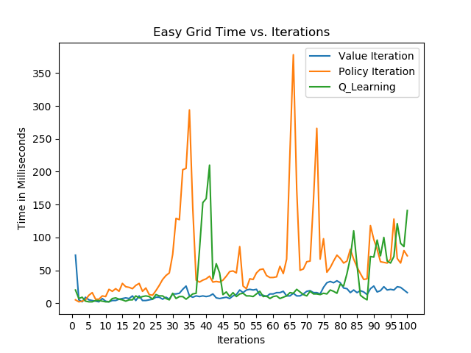 Easy Grid Time vs. Iterations
Value Iteration
Policy Iteration
Q_Learning
Time in Milliseconds
350
300
250
200
150
100
50
0
1 5 10 15 20 25 30 35 40 45 50 55 60 65 70 75 80 85 90 95 100
Iterations